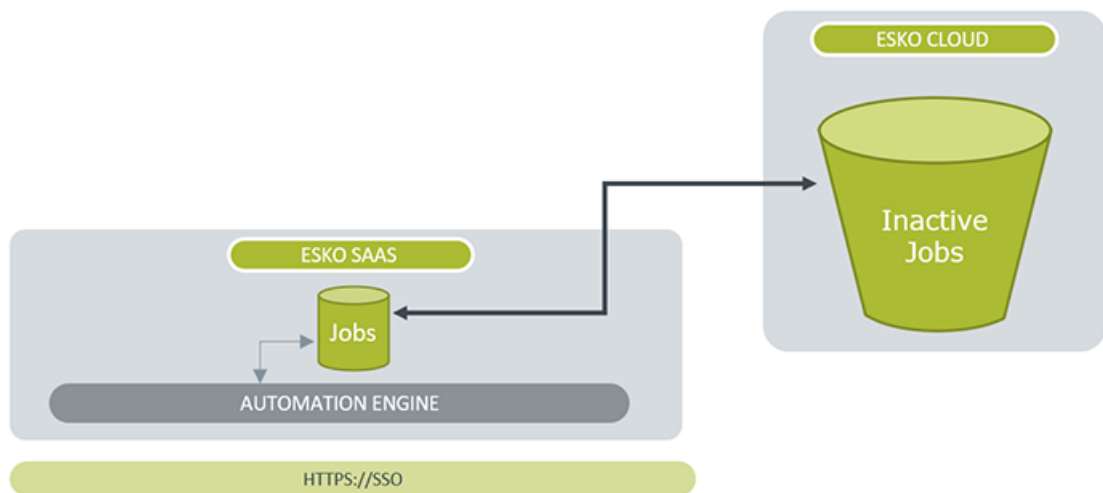 ESKO CLOUD
Inactive
Jobs
ESKO SAAS
Jobs
AUTOMATION ENGINE
HTTPS://SSO